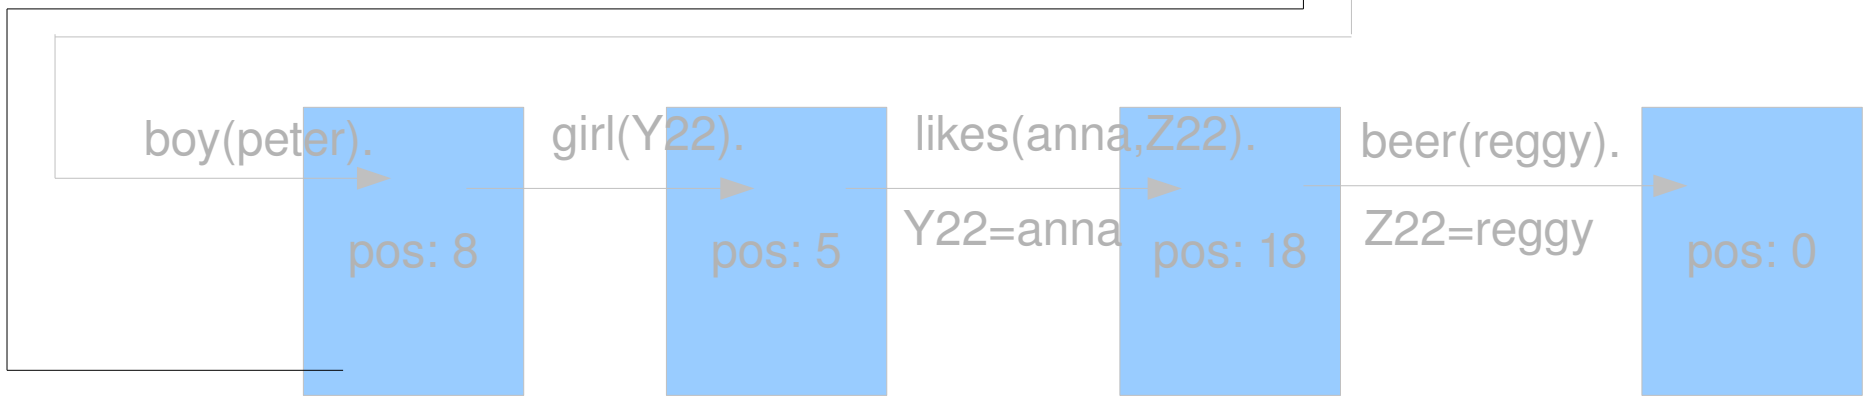 boy(peter).
girl(Y22).
likes(anna,Z22).
beer(reggy).
Y22=anna
Z22=reggy
pos: 8
pos: 5
pos: 18
pos: 0